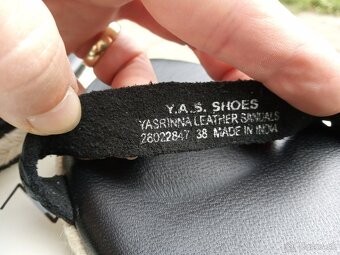 Y.A.S. SHOES
YASRINNA LEATHER SANDALS
26022847 38 MADE IN INDIA